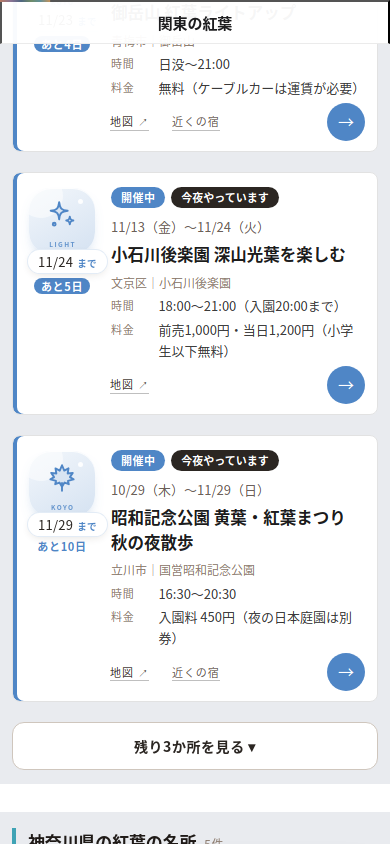 関東の紅葉
あと4日
時間 日没〜21:00
料金 無料（ケーブルカーは運賃が必要）
地図 ↗ 近くの宿 →
LIGHT
11/24 まで
あと5日
開催中 今夜やっています
11/13（金）〜11/24（火）
小石川後楽園 深山光葉を楽しむ
文京区｜小石川後楽園
時間 18:00〜21:00（入園20:00まで）
料金 前売1,000円・当日1,200円（小学
生以下無料）
地図 ↗ →
KOYO
11/29 まで
あと10日
開催中 今夜やっています
10/29（木）〜11/29（日）
昭和記念公園 黄葉・紅葉まつり
秋の夜散歩
立川市｜国営昭和記念公園
時間 16:30〜20:30
料金 入園料 450円（夜の日本庭園は別
券）
地図 ↗ 近くの宿 →
残り3か所を見る ▾
神奈川県の紅葉の名所 5件